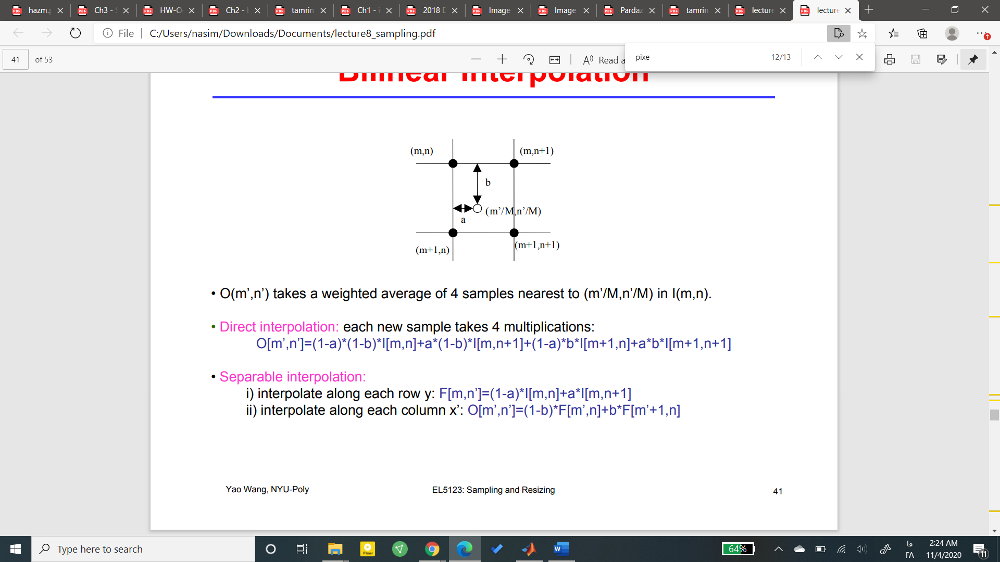 hazm.p
Ch3 - S
HW-O
Ch2 - I
tamrin
Ch1 - i
2018 D
Image
Image
Pardaz
tamrin
lecture
lecture
File
C:/Users/nasim/Downloads/Documents/lecture8_sampling.pdf
41
of 53
Read a
pixe
12/13
Bilinear Interpolation
(m,n)
(m,n+1)
b
(m’/M,n’/M)
a
(m+1,n)
(m+1,n+1)
• O(m’,n’) takes a weighted average of 4 samples nearest to (m’/M,n’/M) in I(m,n).
• Direct interpolation: each new sample takes 4 multiplications:
O[m’,n’]=(1-a)*(1-b)*I[m,n]+a*(1-b)*I[m,n+1]+(1-a)*b*I[m+1,n]+a*b*I[m+1,n+1]
• Separable interpolation:
i) interpolate along each row y: F[m,n’]=(1-a)*I[m,n]+a*I[m,n+1]
ii) interpolate along each column x’: O[m’,n’]=(1-b)*F[m’,n]+b*F[m’+1,n]
Yao Wang, NYU-Poly
EL5123: Sampling and Resizing
41
Type here to search
64%
فا
FA
2:24 AM
11/4/2020
11